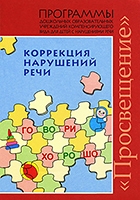 ПРОГРАММЫ
ДОШКОЛЬНЫХ ОБРАЗОВАТЕЛЬНЫХ
УЧРЕЖДЕНИЙ КОМПЕНСИРУЮЩЕГО
ВИДА ДЛЯ ДЕТЕЙ С НАРУШЕНИЯМИ РЕЧИ
КОРРЕКЦИЯ
НАРУШЕНИЙ
РЕЧИ
ГО ВО РИ
ХО РО ШО
«Просвещение»